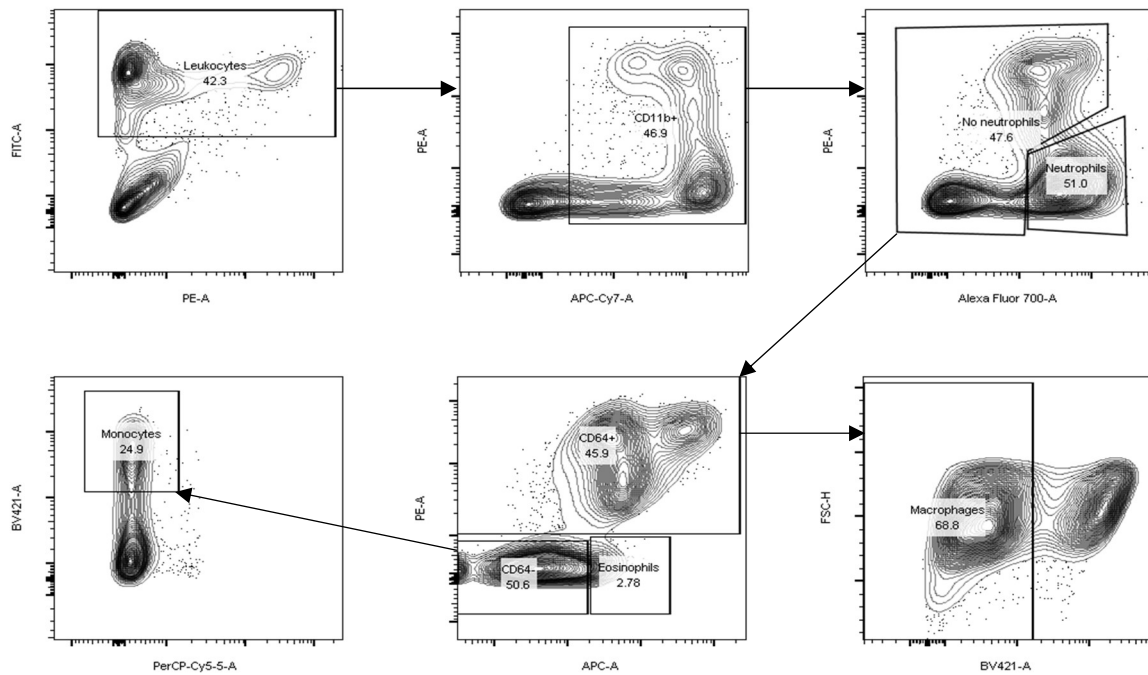 FITC-A
Leukocytes
42.3
PE-A
PE-A
CD11b+
46.9
APC-Cy7-A
PE-A
No neutrophils
47.6
Neutrophils
51.0
Alexa Fluor 700-A
BV421-A
Monocytes
24.9
PerCP-Cy5-5-A
PE-A
CD64+
45.9
CD64-
50.6
Eosinophils
2.78
APC-A
FSC-H
Macrophages
68.8
BV421-A